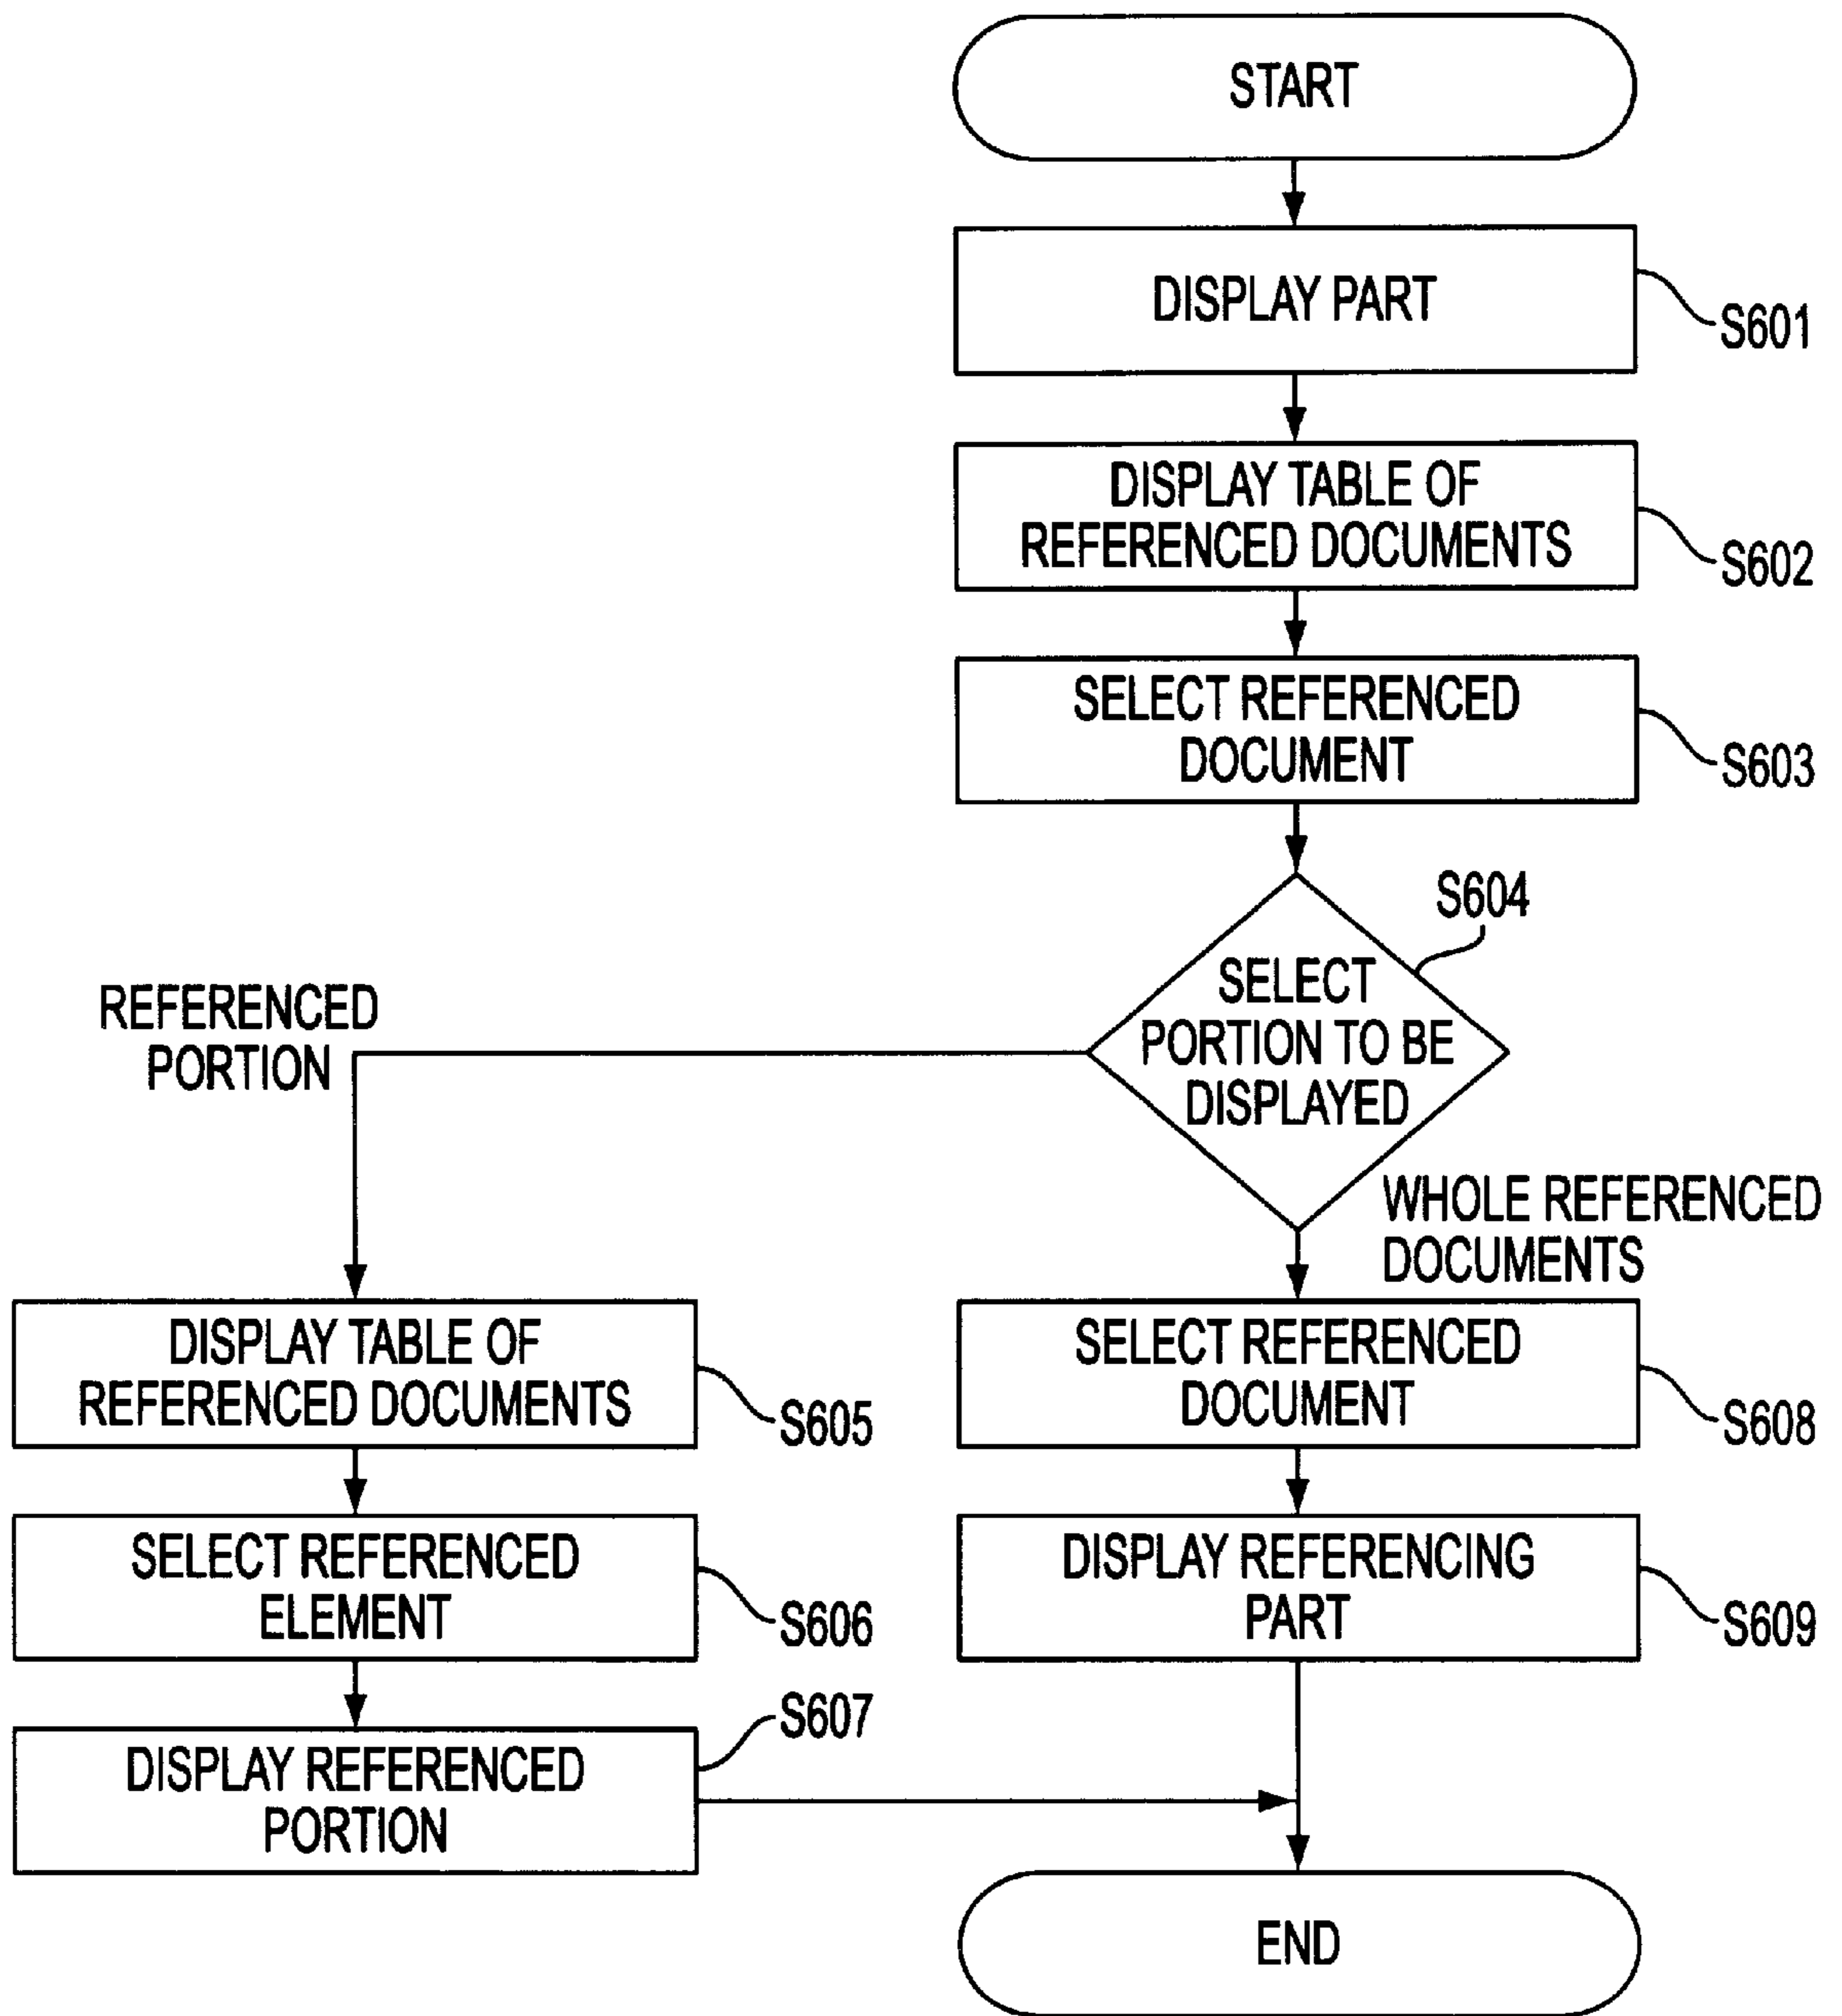 START
DISPLAY PART
S601
DISPLAY TABLE OF
REFERENCED DOCUMENTS
S602
SELECT REFERENCED
DOCUMENT
S603
S604
SELECT
PORTION TO BE
DISPLAYED
REFERENCED
PORTION
WHOLE REFERENCED
DOCUMENTS
DISPLAY TABLE OF
REFERENCED DOCUMENTS
S605
SELECT REFERENCED
ELEMENT
S606
S607
DISPLAY REFERENCED
PORTION
SELECT REFERENCED
DOCUMENT
S608
DISPLAY REFERENCING
PART
S609
END